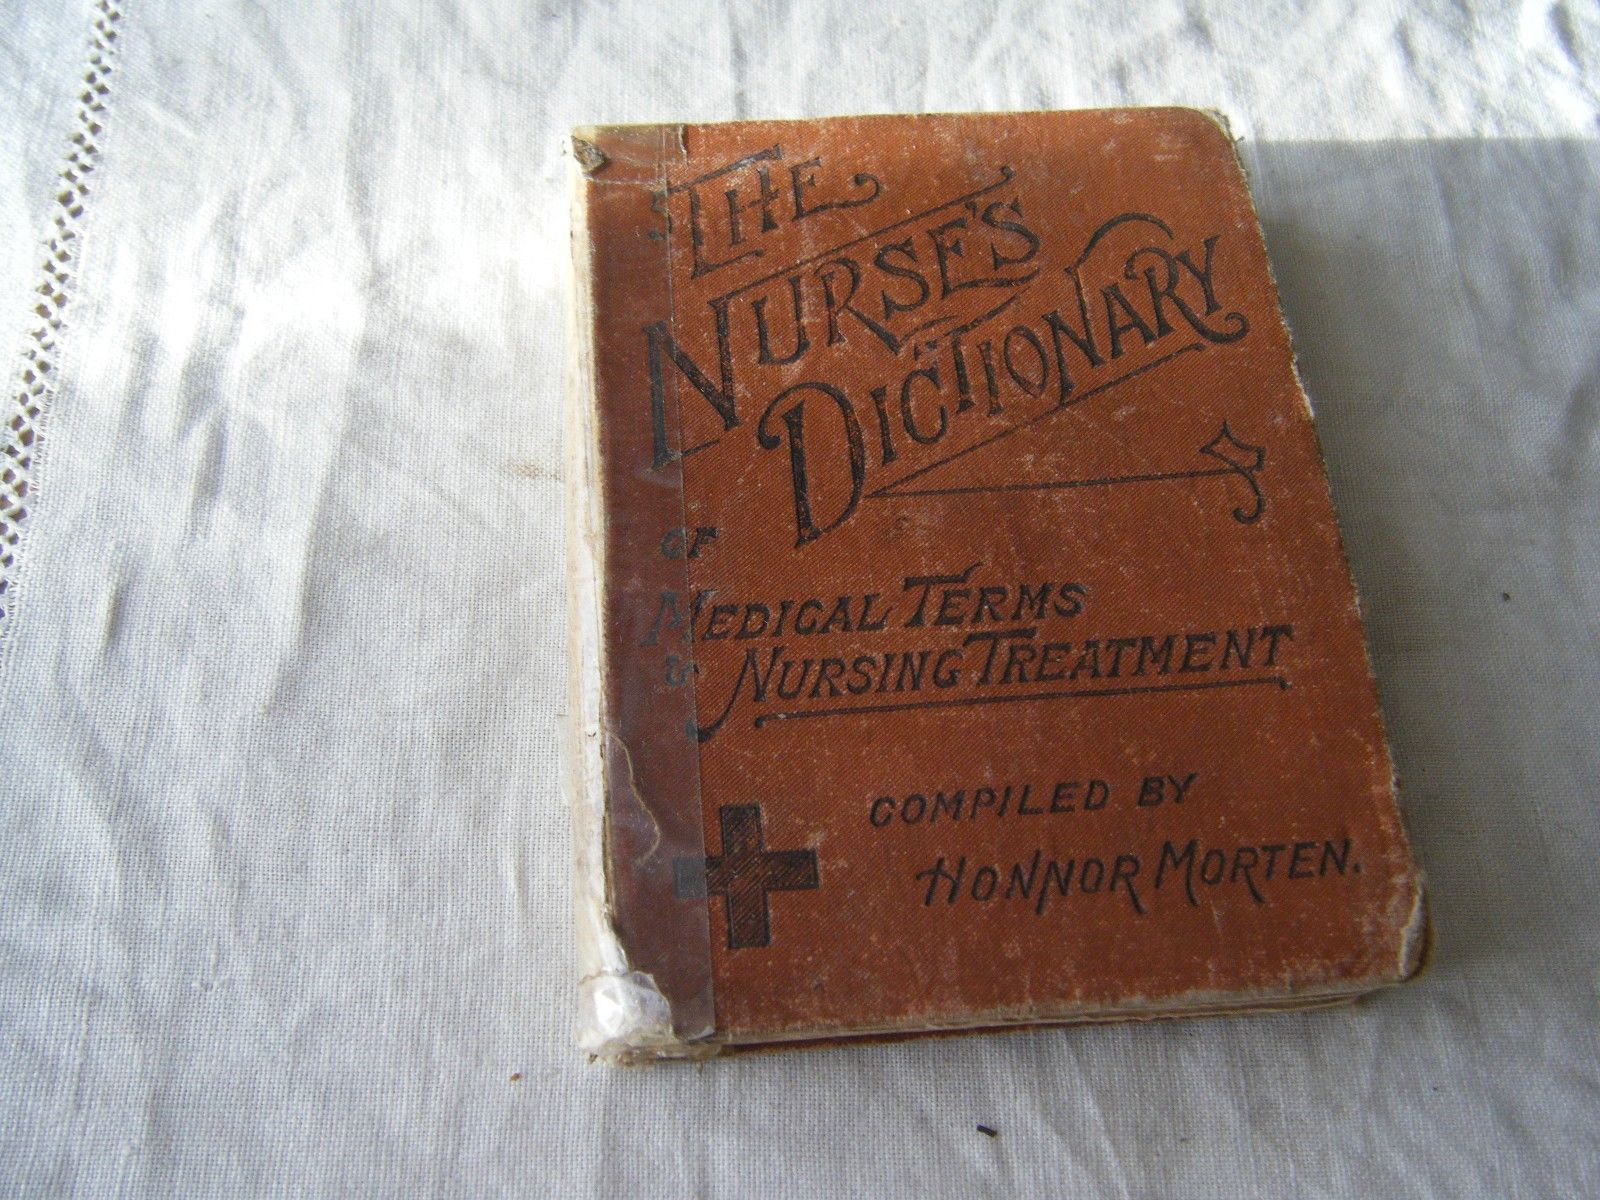 THE
NURSE'S
DICTIONARY
OF
MEDICAL TERMS
& NURSING TREATMENT
COMPILED BY
HONNOR MORTEN.